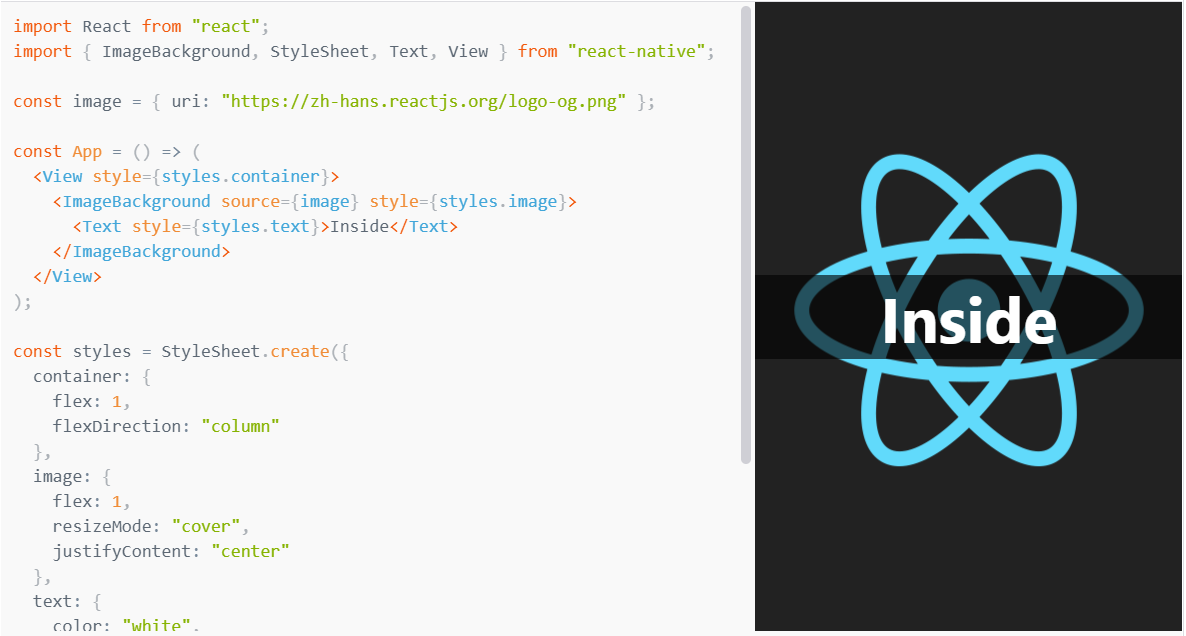 import React from "react";
import { ImageBackground, StyleSheet, Text, View } from "react-native";

const image = { uri: "https://zh-hans.reactjs.org/logo-og.png" };

const App = () => (
  <View style={styles.container}>
    <ImageBackground source={image} style={styles.image}>
      <Text style={styles.text}>Inside</Text>
    </ImageBackground>
  </View>
);

const styles = StyleSheet.create({
  container: {
    flex: 1,
    flexDirection: "column"
  },
  image: {
    flex: 1,
    resizeMode: "cover",
    justifyContent: "center"
  },
  text: {
    color: "white",
Inside